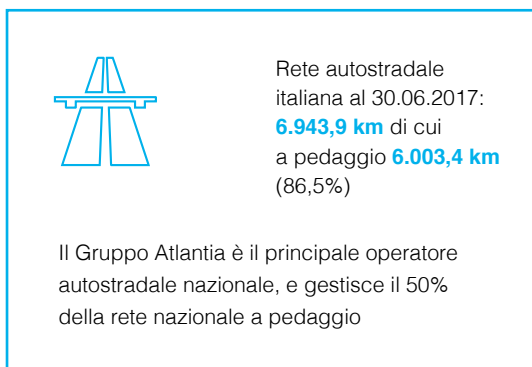 Rete autostradale
italiana al 30.06.2017:
6.943,9 km di cui
a pedaggio 6.003,4 km
(86,5%)
Il Gruppo Atlantia è il principale operatore
autostradale nazionale, e gestisce il 50%
della rete nazionale a pedaggio